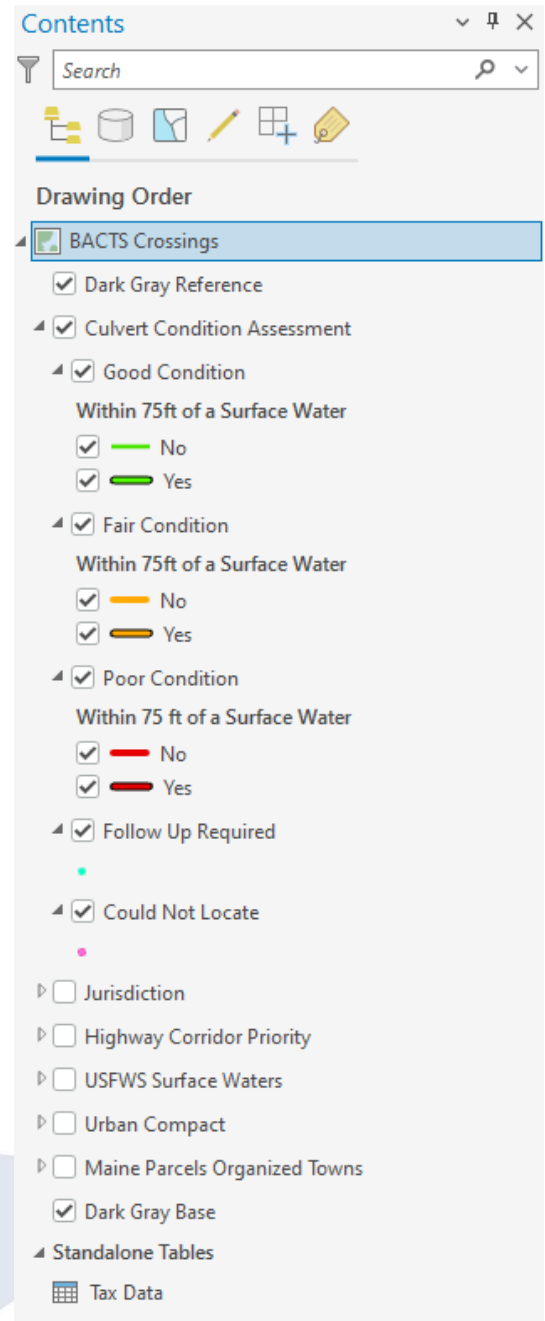 Contents
Search
Drawing Order
BACTS Crossings
Dark Gray Reference
Culvert Condition Assessment
Good Condition
Within 75ft of a Surface Water
No
Yes
Fair Condition
Within 75ft of a Surface Water
No
Yes
Poor Condition
Within 75 ft of a Surface Water
No
Yes
Follow Up Required
Could Not Locate
Jurisdiction
Highway Corridor Priority
USFWS Surface Waters
Urban Compact
Maine Parcels Organized Towns
Dark Gray Base
Standalone Tables
Tax Data